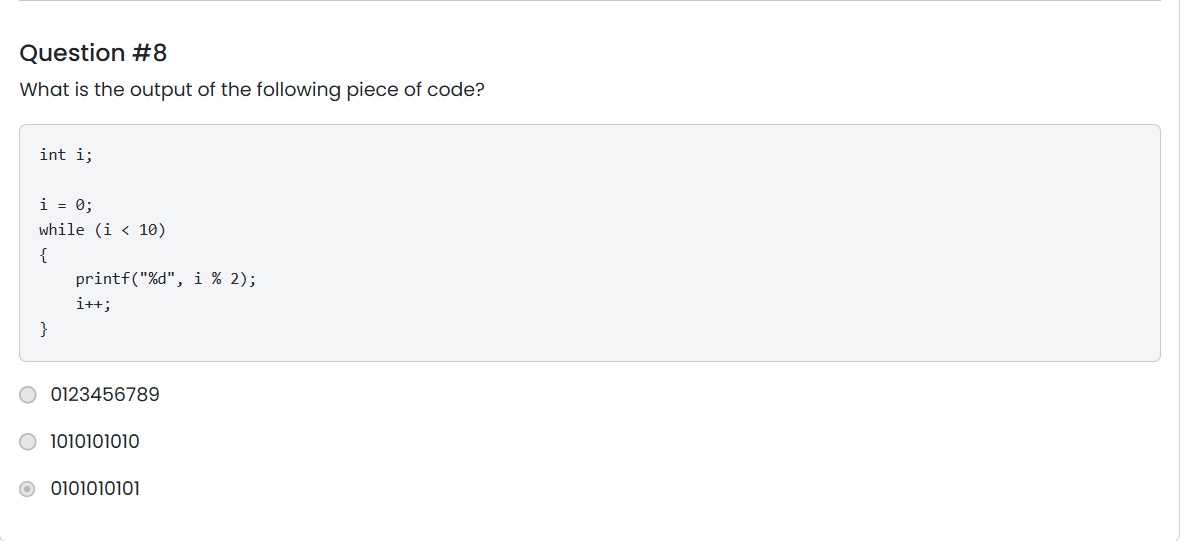 Question #8
What is the output of the following piece of code?
int i;
i = 0;
while (i < 10)
{
    printf("%d", i % 2);
    i++;
}
0123456789
1010101010
0101010101